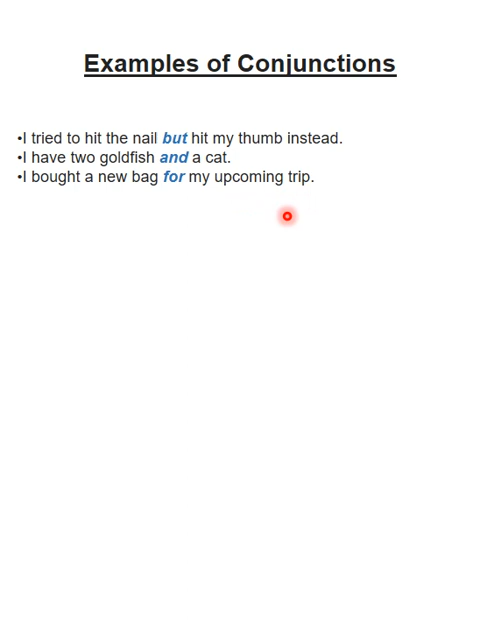 Examples of Conjunctions
•I tried to hit the nail but hit my thumb instead.
•I have two goldfish and a cat.
•I bought a new bag for my upcoming trip.